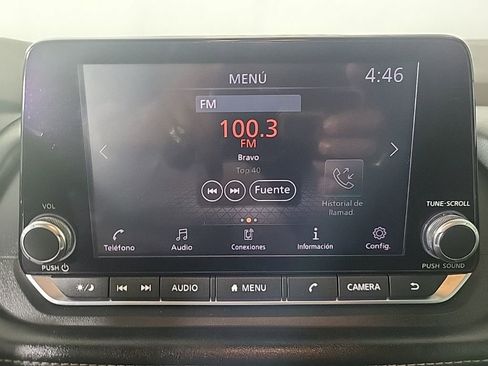 MENÚ
4:46
FM
100.3
FM
Bravo
Top 40
Fuente
Historial de
llamad.
VOL
TUNE•SCROLL
Teléfono
Audio
Conexiones
Información
Config.
PUSH
PUSH SOUND
AUDIO
MENU
CAMERA